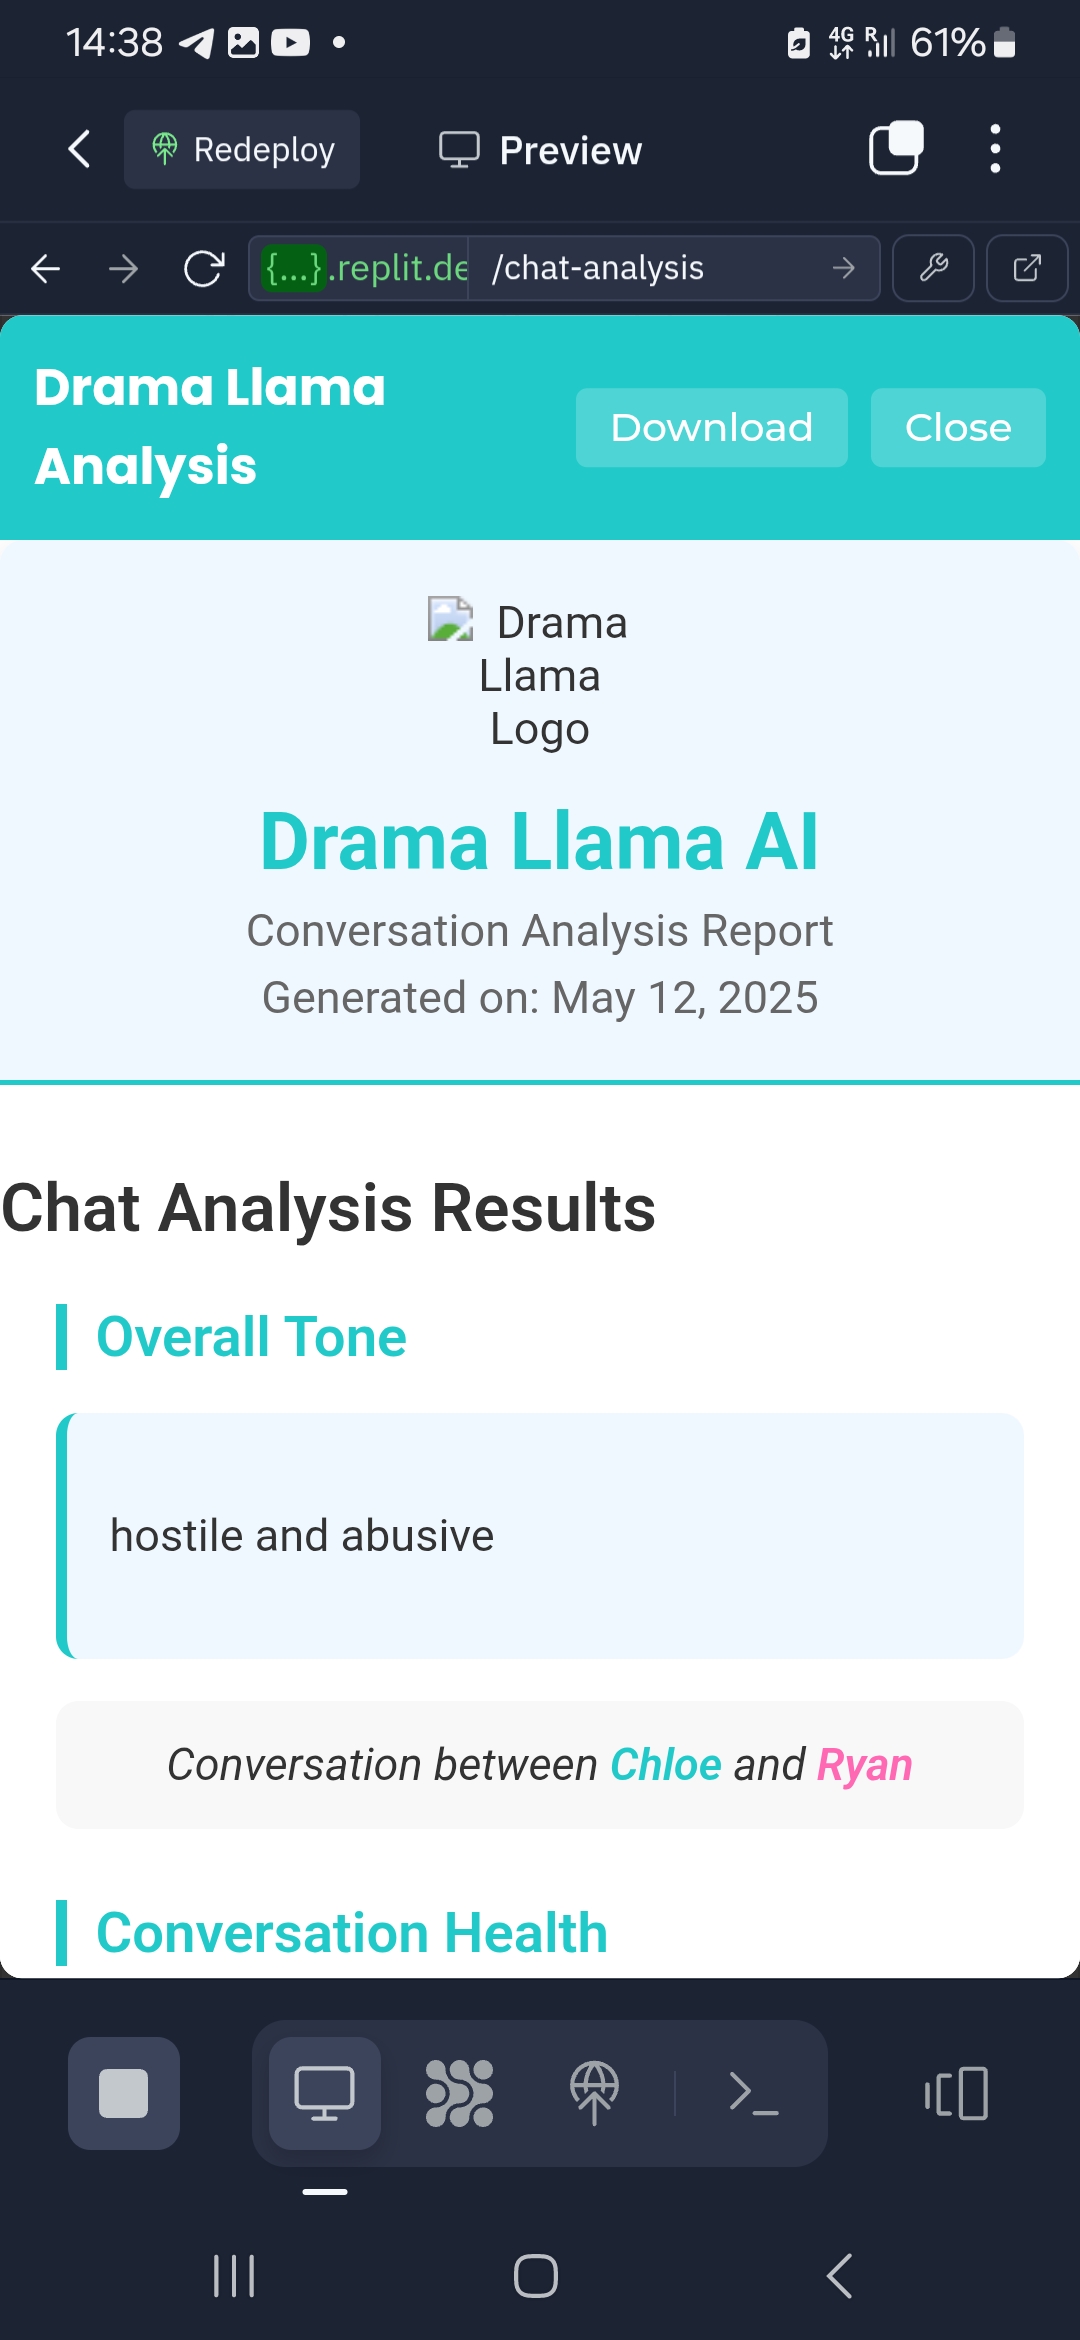 14:38
4G R 61%
Redeploy
Preview
{...}.replit.de
/chat-analysis
Drama Llama
Analysis
Download
Close
Drama
Llama
Logo
Drama Llama AI
Conversation Analysis Report
Generated on: May 12, 2025
Chat Analysis Results
Overall Tone
hostile and abusive
Conversation between Chloe and Ryan
Conversation Health